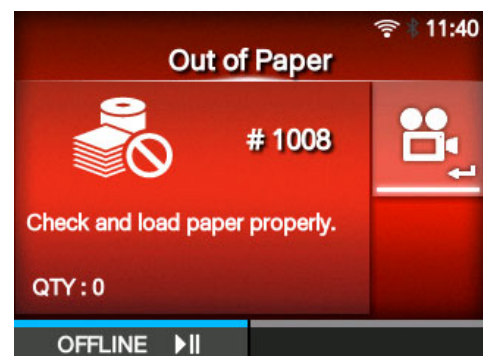 11:40
Out of Paper
# 1008
Check and load paper properly.
QTY : 0
OFFLINE